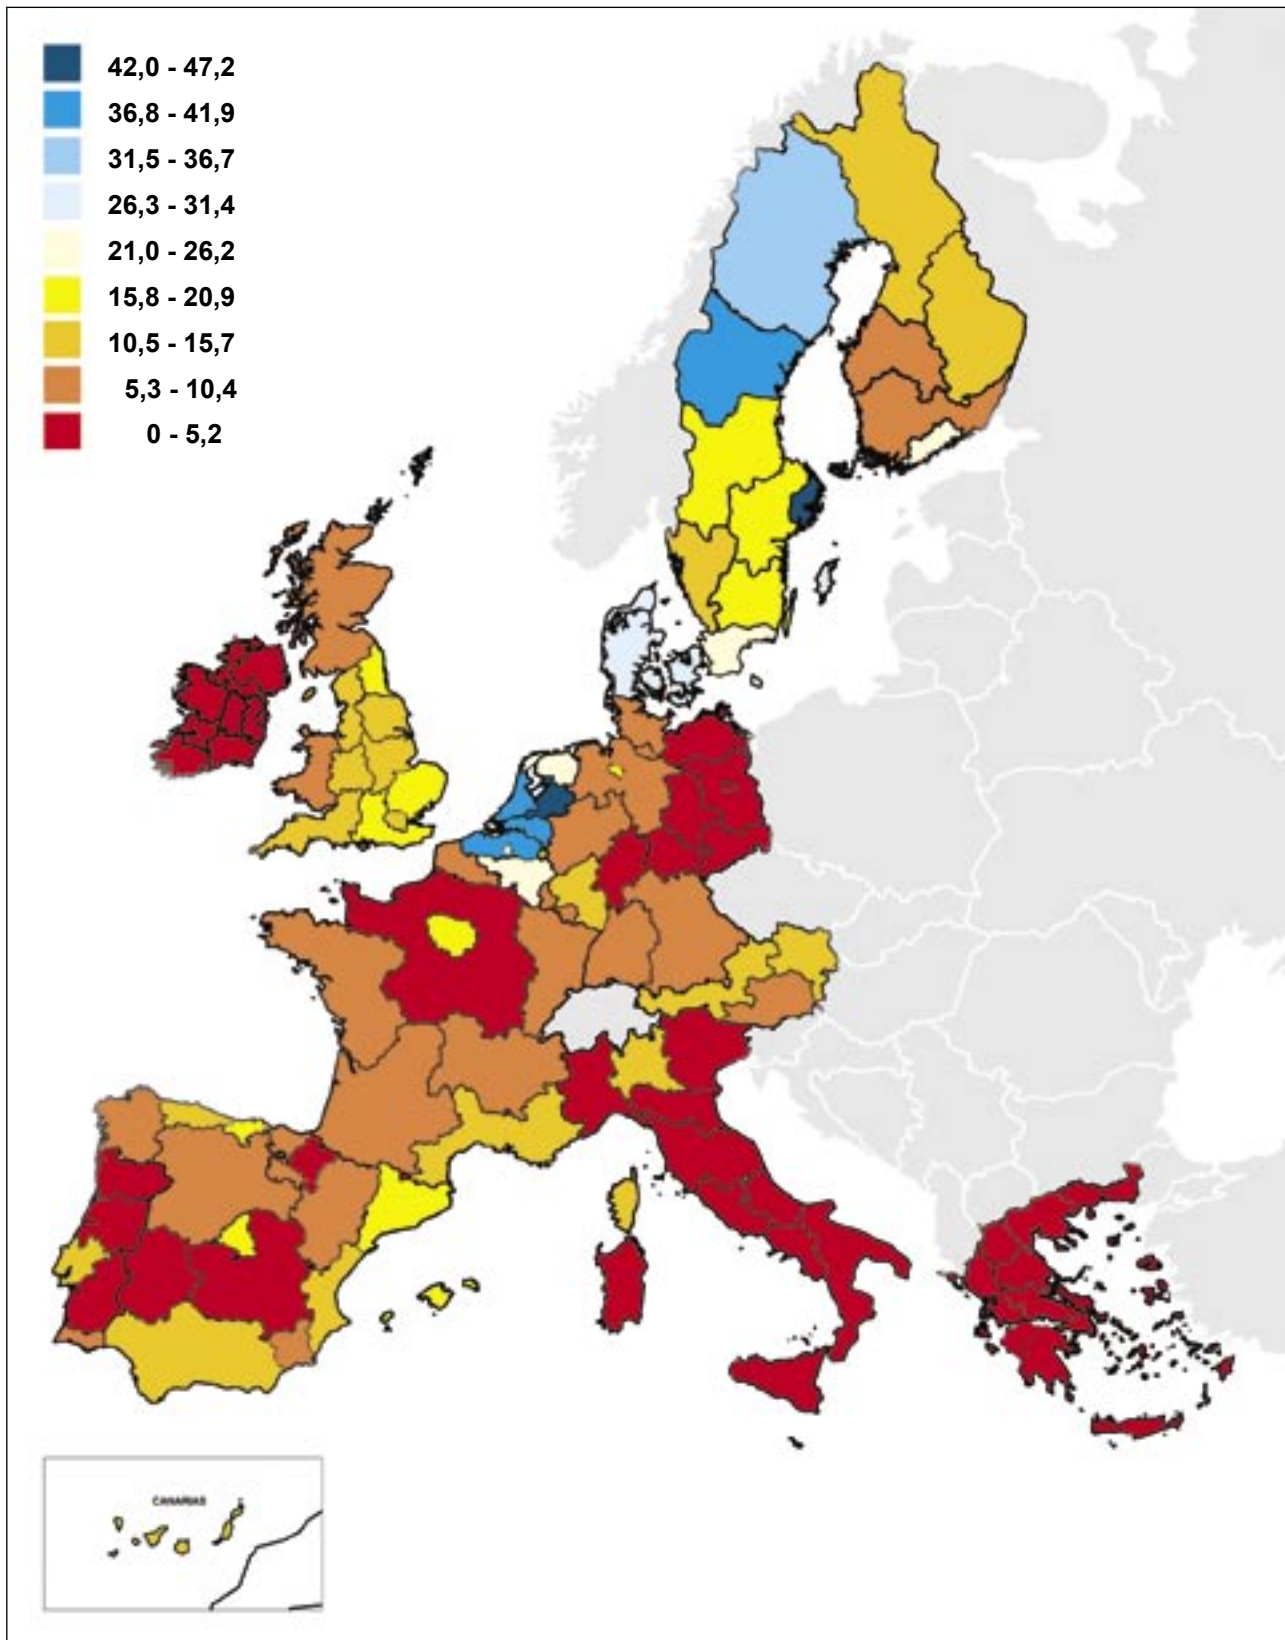 42,0 - 47,2
36,8 - 41,9
31,5 - 36,7
26,3 - 31,4
21,0 - 26,2
15,8 - 20,9
10,5 - 15,7
5,3 - 10,4
0 - 5,2
CANARIAS